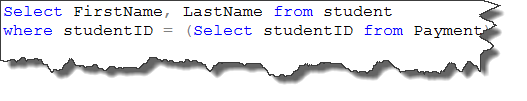 Select FirstName, LastName from student
where studentID = (Select studentID from Payment)